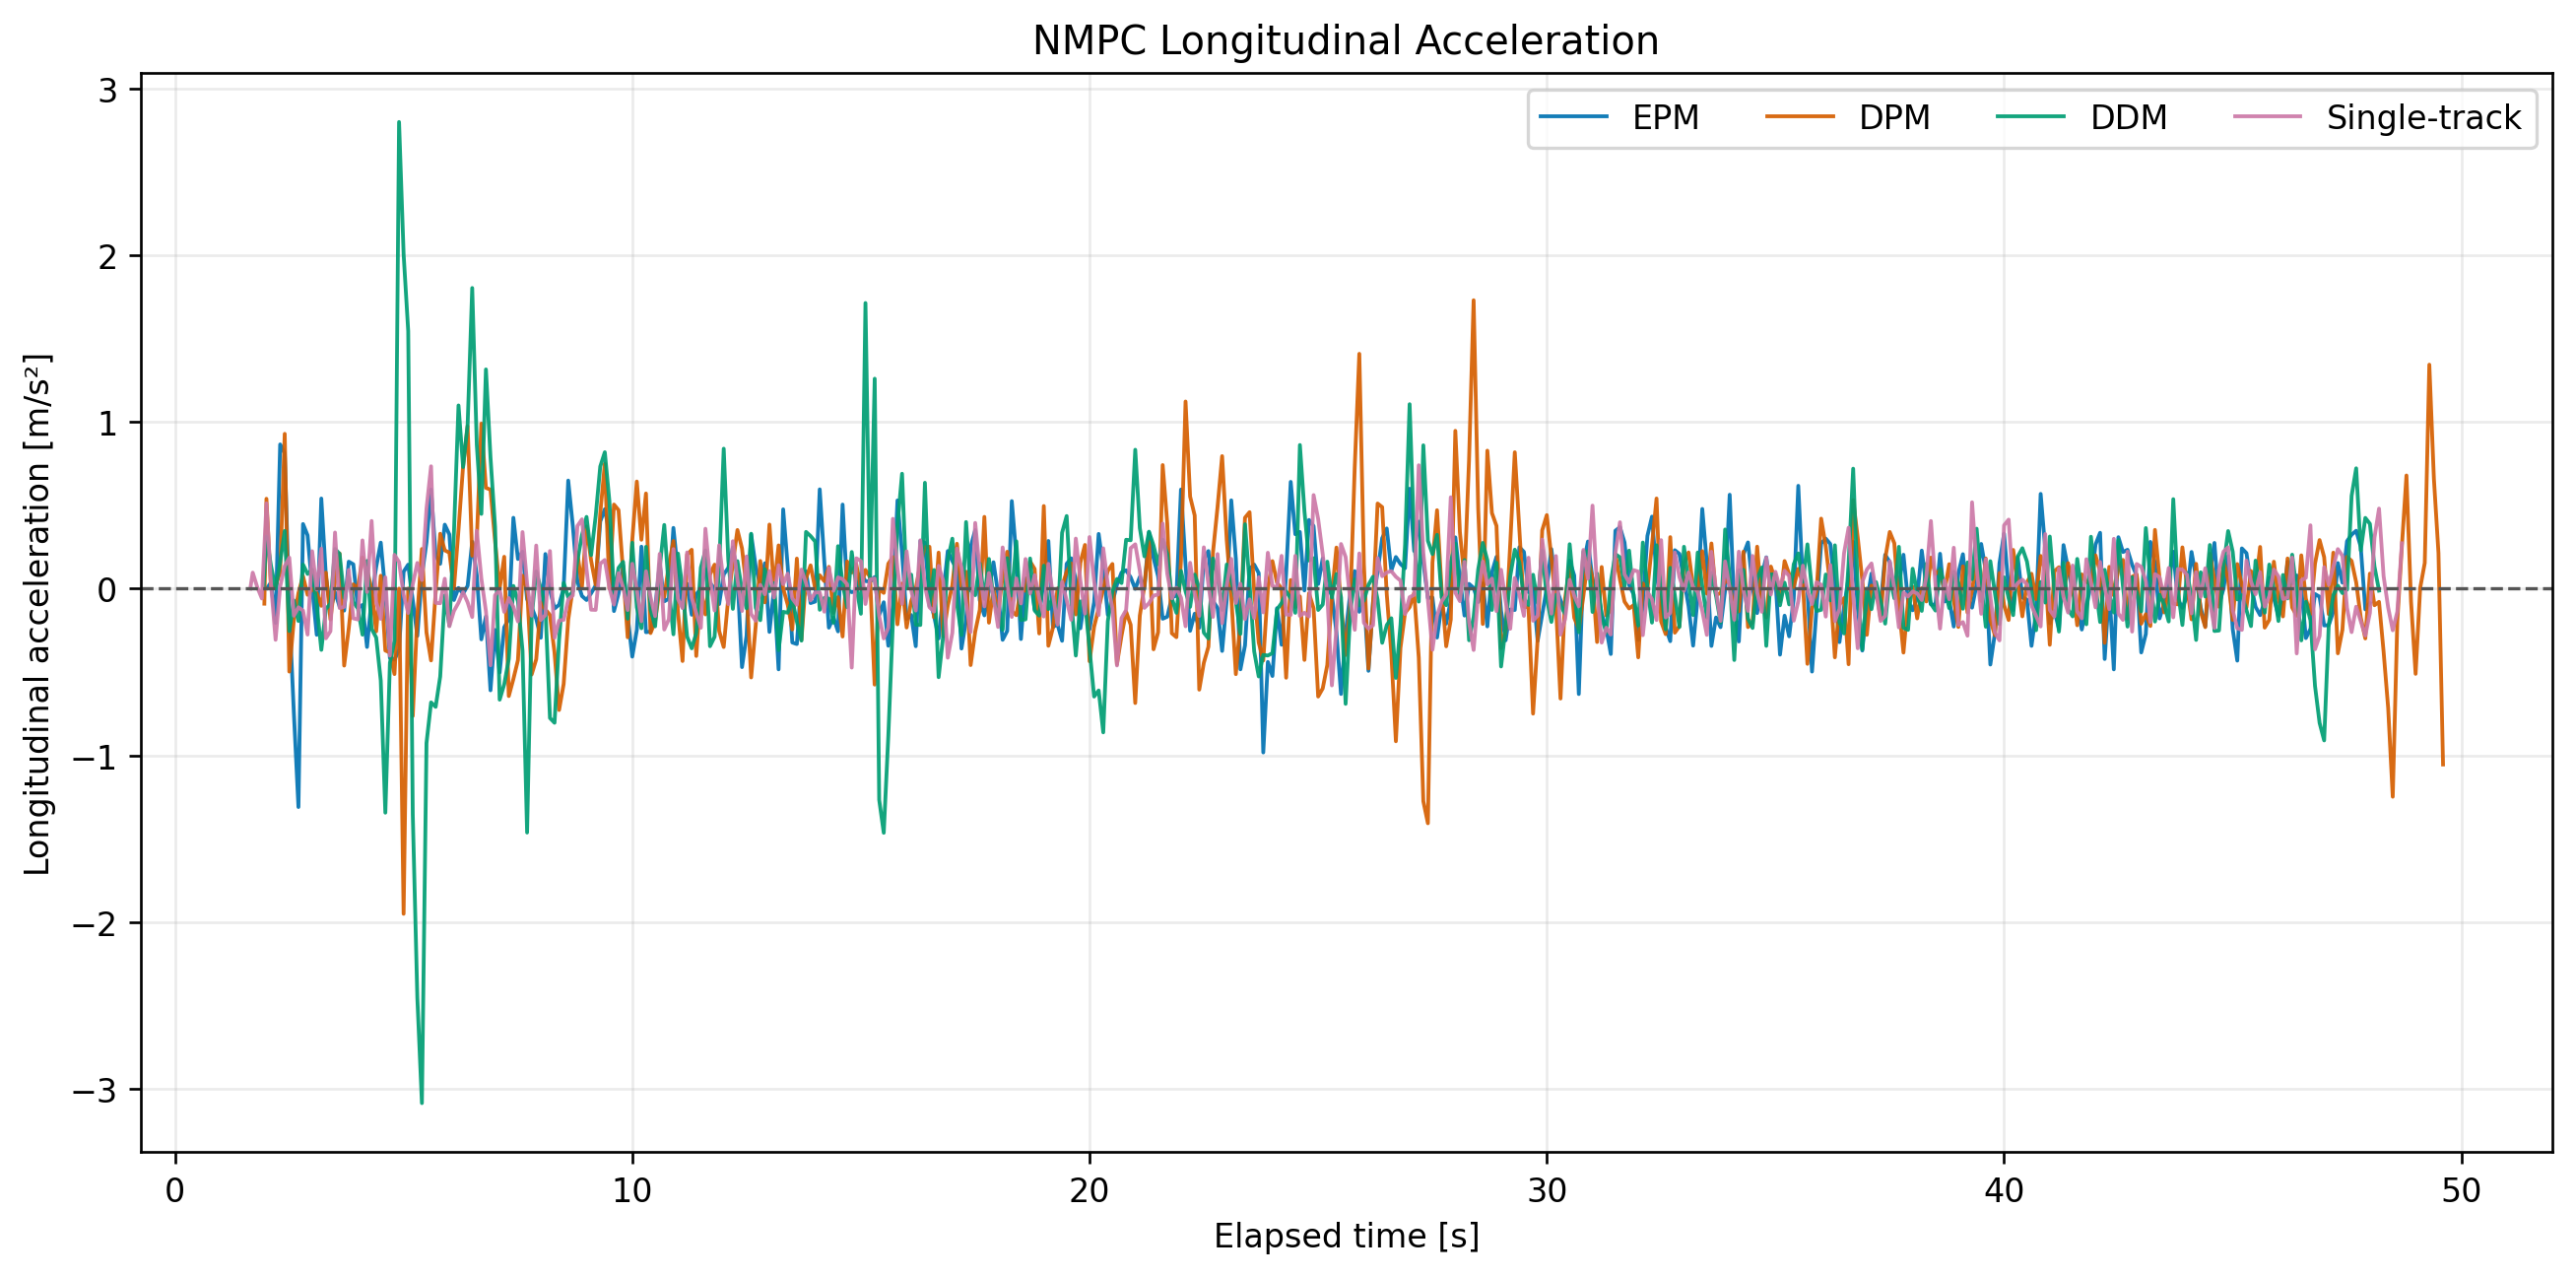 NMPC Longitudinal Acceleration
EPM DPM DDM Single-track
Longitudinal acceleration [m/s²]
3
2
1
0
−1
−2
−3
0 10 20 30 40 50
Elapsed time [s]